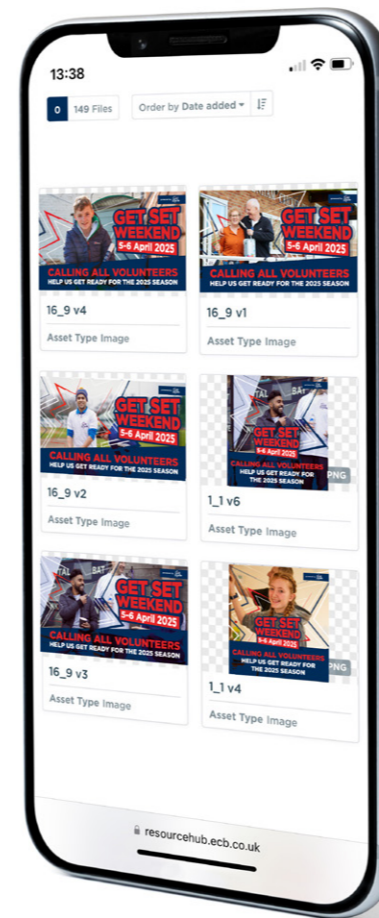 13:38
0 149 Files Order by Date added
GET SET
WEEKEND
5-6 April 2025
CALLING ALL VOLUNTEERS
HELP US GET READY FOR THE 2025 SEASON
16_9 v4
Asset Type Image
GET SET
WEEKEND
5-6 April 2025
CALLING ALL VOLUNTEERS
HELP US GET READY FOR THE 2025 SEASON
16_9 v1
Asset Type Image
GET SET
WEEKEND
5-6 April 2025
CALLING ALL VOLUNTEERS
HELP US GET READY FOR THE 2025 SEASON
16_9 v2
Asset Type Image
BAT
GET SET
WEEKEND
5-6 April 2025
CALLING ALL VOLUNTEERS
HELP US GET READY FOR
THE 2025 SEASON
PNG
1_1 v6
Asset Type Image
BAT
GET SET
WEEKEND
5-6 April 2025
CALLING ALL VOLUNTEERS
HELP US GET READY FOR THE 2025 SEASON
16_9 v3
Asset Type Image
GET SET
WEEKEND
5-6 April 2025
CALLING ALL VOLUNTEERS
HELP US GET READY FOR
THE 2025 SEASON
PNG
1_1 v4
Asset Type Image
resourcehub.ecb.co.uk